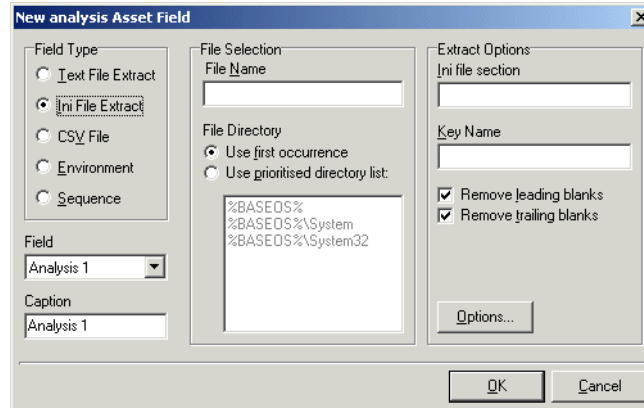 New analysis Asset Field
Field Type
Text File Extract
Ini File Extract
CSV File
Environment
Sequence
Field
Analysis 1
Caption
Analysis 1
File Selection
File Name
File Directory
Use first occurrence
Use prioritised directory list:
%BASEOS%
%BASEOS%\System
%BASEOS%\System32
Extract Options
Ini file section
Key Name
Remove leading blanks
Remove trailing blanks
Options...
OK
Cancel